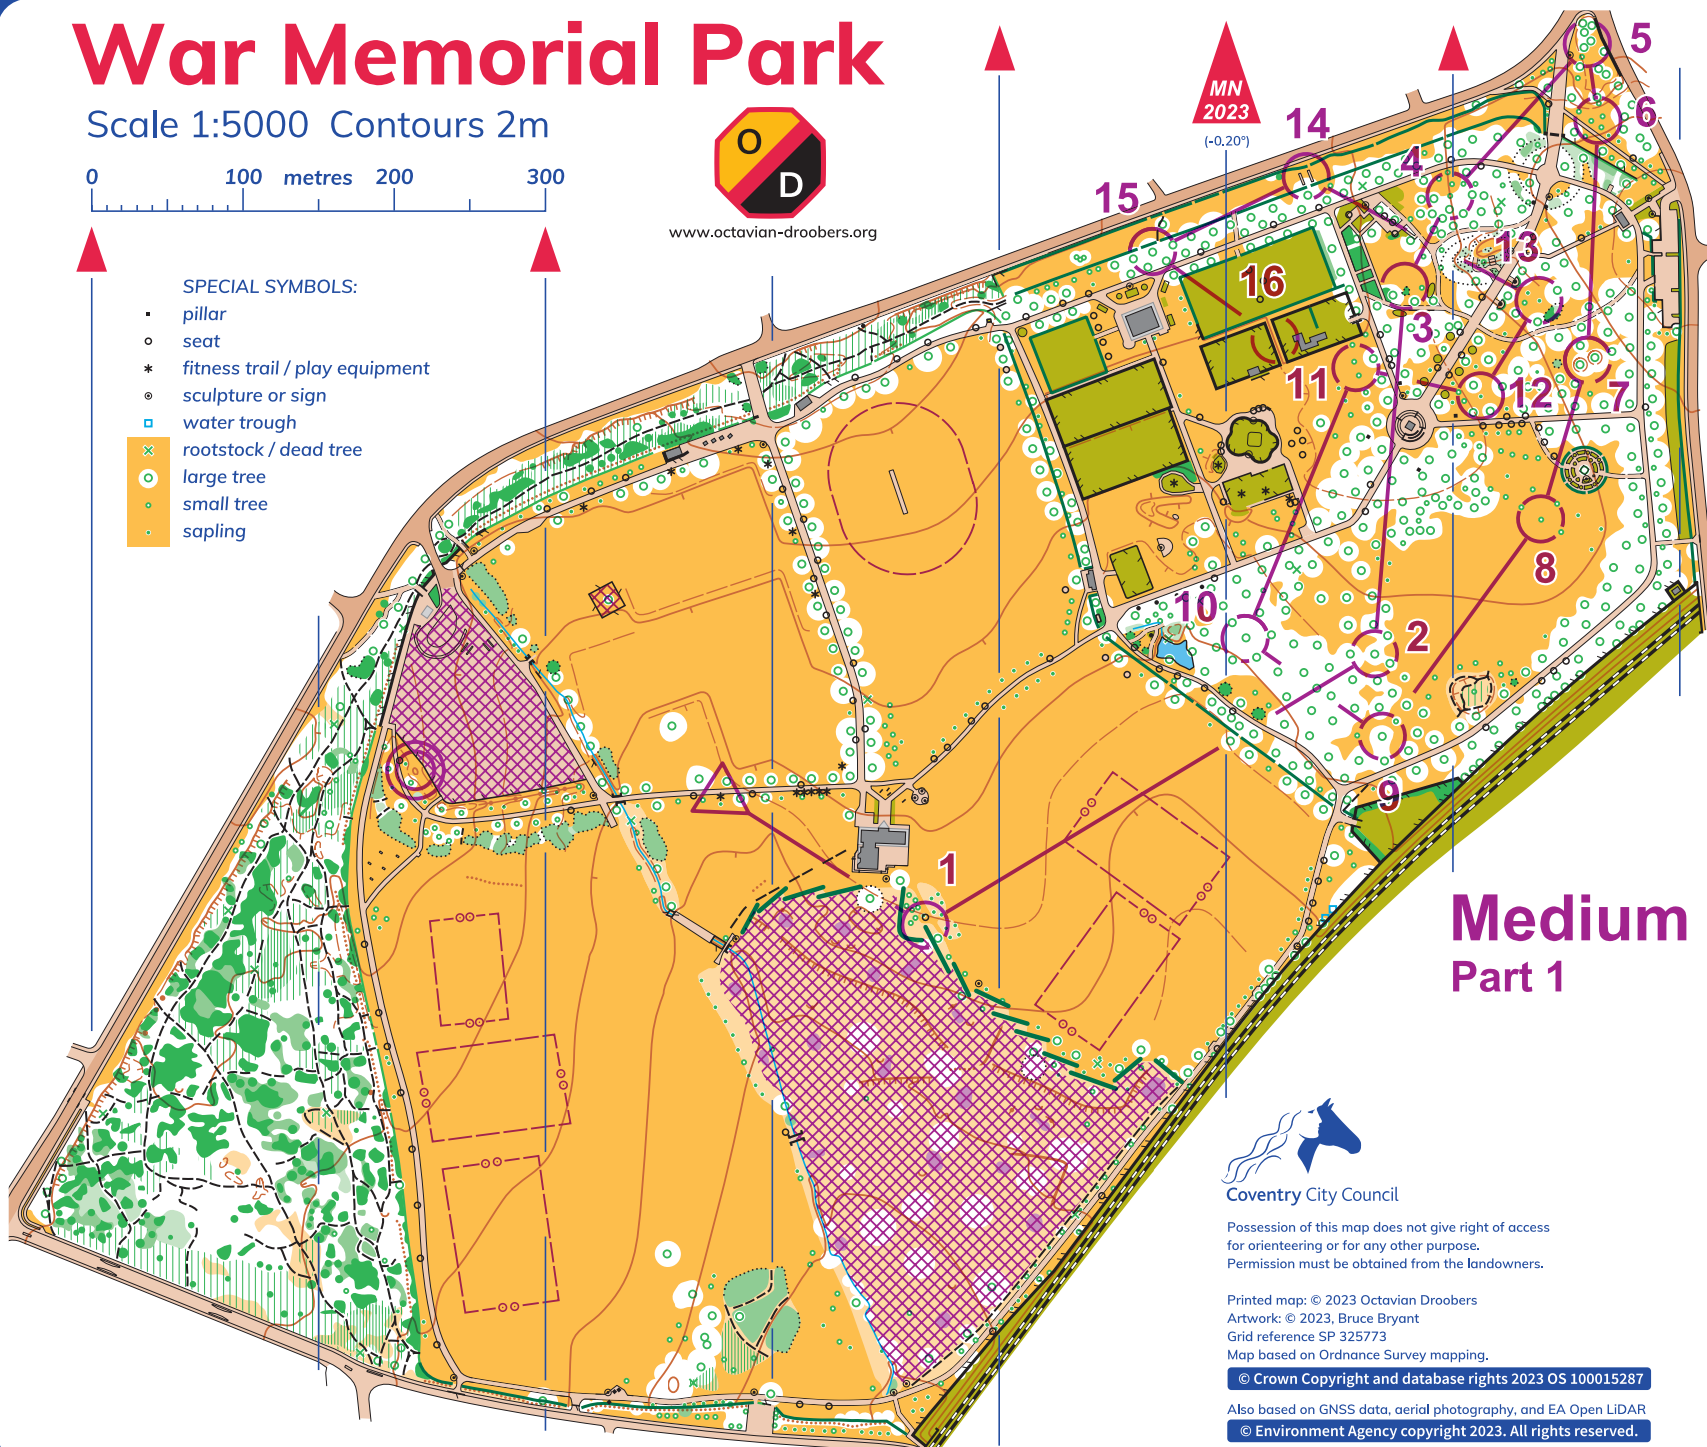 War Memorial Park
Scale 1:5000 Contours 2m
0 100 metres 200 300
O
D
www.octavian-droobers.org
MN
2023
(-0.20°)
SPECIAL SYMBOLS:
pillar
seat
fitness trail / play equipment
sculpture or sign
water trough
rootstock / dead tree
large tree
small tree
sapling
5
6
14
4
15
13
16
3
11
12
7
8
10
2
9
1
Medium
Part 1
Coventry City Council
Possession of this map does not give right of access
for orienteering or for any other purpose.
Permission must be obtained from the landowners.
Printed map: © 2023 Octavian Droobers
Artwork: © 2023, Bruce Bryant
Grid reference SP 325773
Map based on Ordnance Survey mapping.
© Crown Copyright and database rights 2023 OS 100015287
Also based on GNSS data, aerial photography, and EA Open LiDAR
© Environment Agency copyright 2023. All rights reserved.